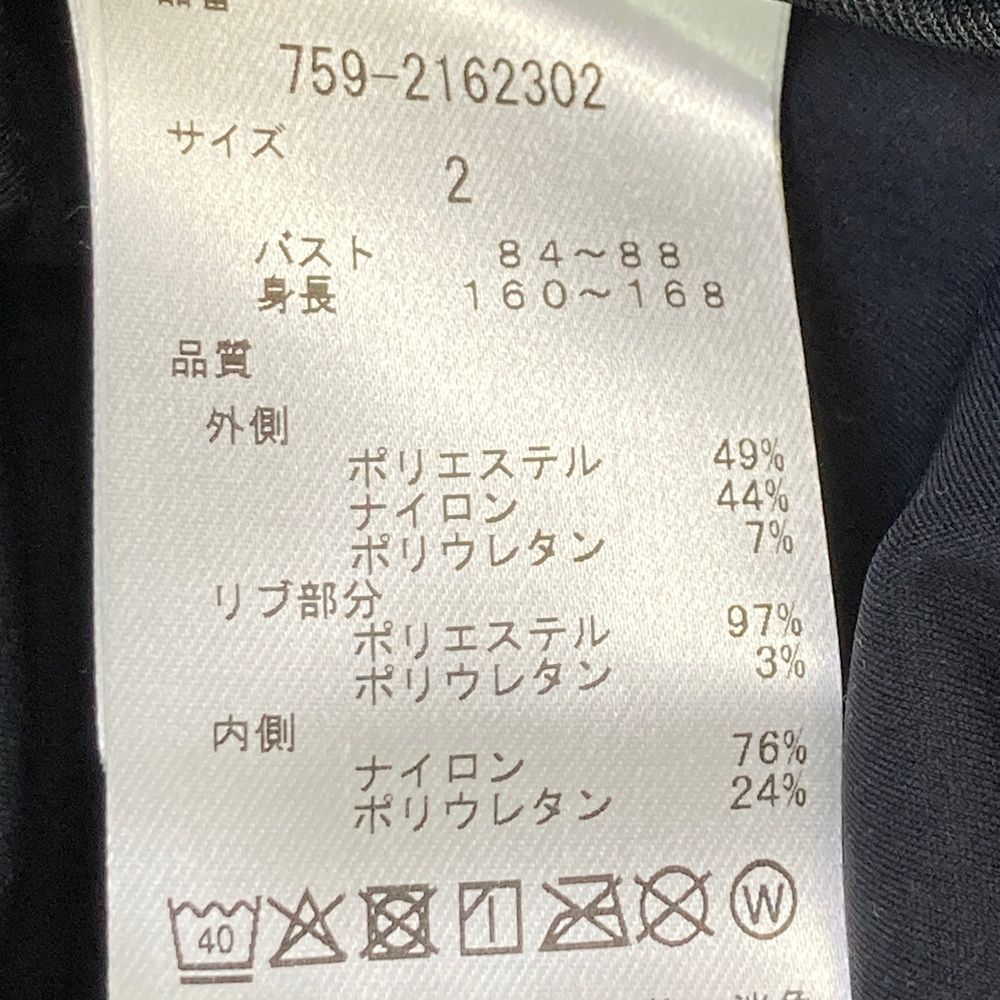 品番
759-2162302
サイズ
2
バスト 84～88
身長 160～168
品質
外側
ポリエステル 49%
ナイロン 44%
ポリウレタン 7%
リブ部分
ポリエステル 97%
ポリウレタン 3%
内側
ナイロン 76%
ポリウレタン 24%
40 W